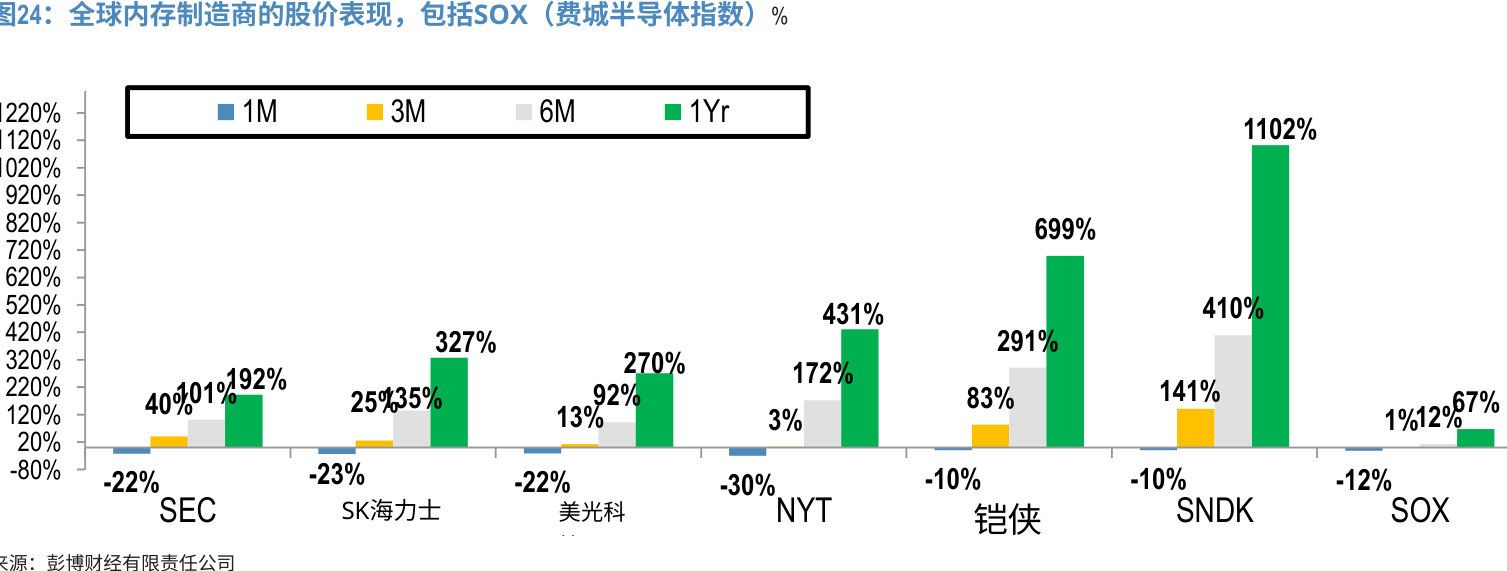 图24：全球内存制造商的股价表现，包括SOX（费城半导体指数）%
1M 3M 6M 1Yr
1220%
1120%
1020%
920%
820%
720%
620%
520%
420%
320%
220%
120%
20%
-80%
-22% 40% 101% 192%
-23% 25% 135% 327%
-22% 13% 92% 270%
-30% 3% 172% 431%
-10% 83% 291% 699%
-10% 141% 410% 1102%
-12% 1% 12% 67%
SEC SK海力士 美光科 NYT 铠侠 SNDK SOX
来源：彭博财经有限责任公司